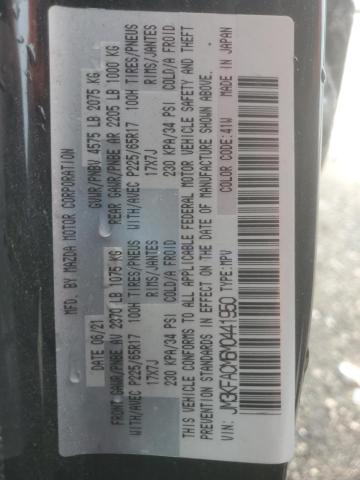 MFD. BY MAZDA MOTOR CORPORATION
DATE 06/21 GVWR/PNBV 4575 LB 2075 KG
FRONT GAWR/PNBE AV 2370 LB 1075 KG REAR GAWR/PNBE AR 2205 LB 1000 KG
WITH/AVEC P225/65R17 100H TIRES/PNEUS WITH/AVEC P225/65R17 100H TIRES/PNEUS
17X7J RIMS/JANTES 17X7J RIMS/JANTES
230 KPA/34 PSI COLD/A FROID 230 KPA/34 PSI COLD/A FROID
THIS VEHICLE CONFORMS TO ALL APPLICABLE FEDERAL MOTOR VEHICLE SAFETY AND THEFT
PREVENTION STANDARDS IN EFFECT ON THE DATE OF MANUFACTURE SHOWN ABOVE.
MADE IN JAPAN
VIN: JM3KFACM6M0441950 TYPE: MPV COLOR CODE: 41W